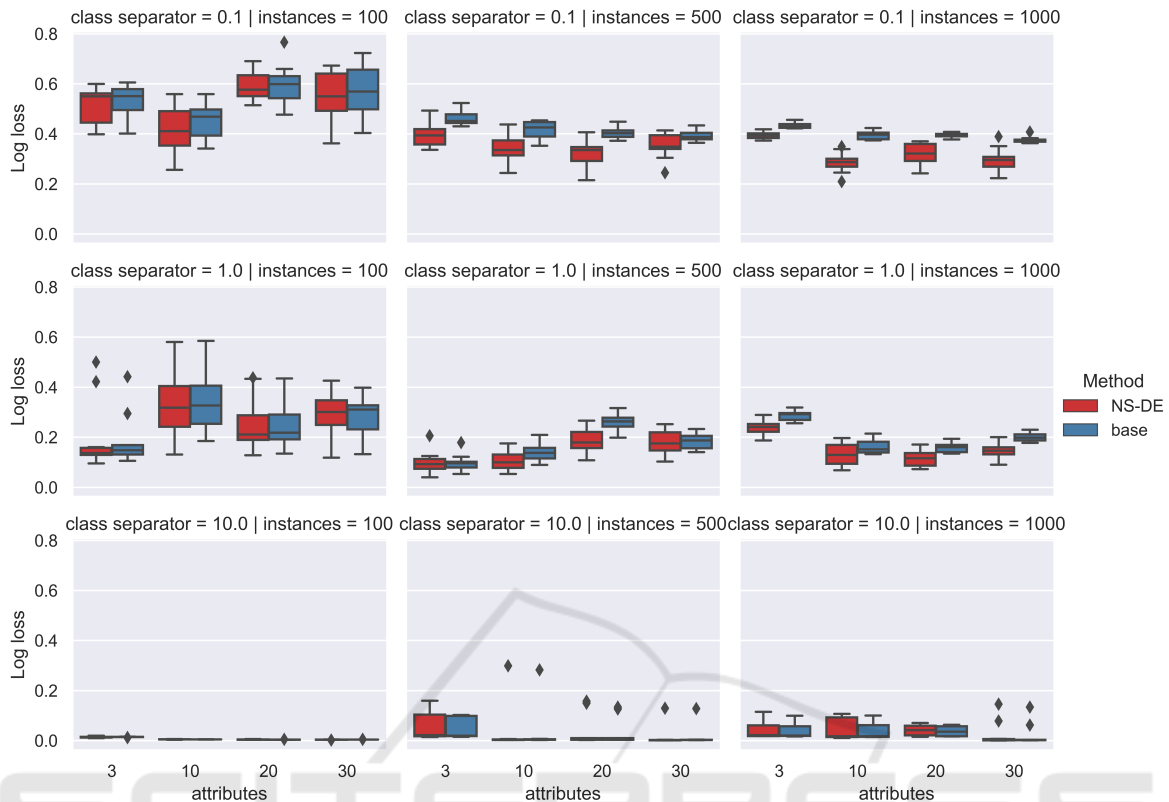 class separator = 0.1 | instances = 100
class separator = 0.1 | instances = 500
class separator = 0.1 | instances = 1000
0.8
0.6
0.4
0.2
0.0
Log loss
class separator = 1.0 | instances = 100
class separator = 1.0 | instances = 500
class separator = 1.0 | instances = 1000
0.8
0.6
0.4
0.2
0.0
Log loss
Method
NS-DE
base
class separator = 10.0 | instances = 100
class separator = 10.0 | instances = 500
class separator = 10.0 | instances = 1000
0.8
0.6
0.4
0.2
0.0
Log loss
3 10 20 30
attributes
3 10 20 30
attributes
3 10 20 30
attributes